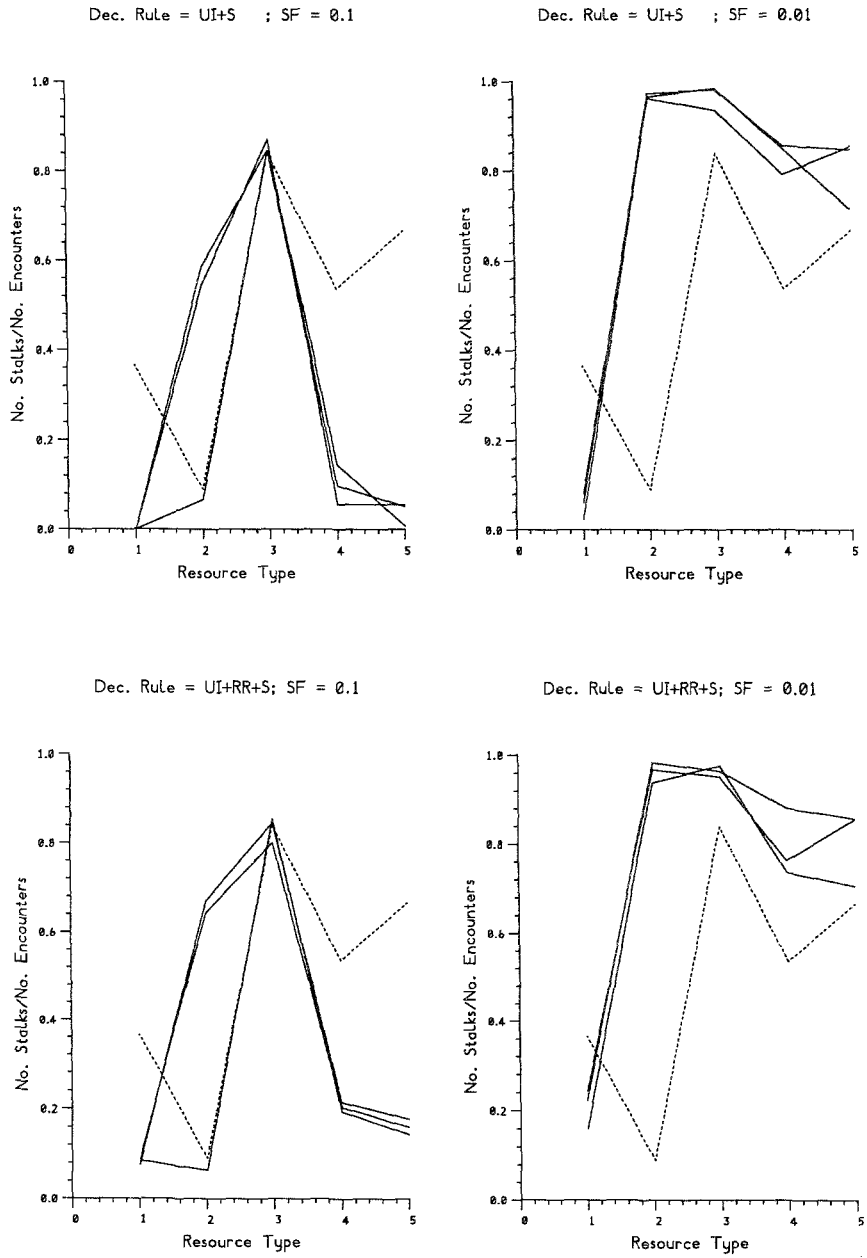 Dec. Rule = UI+S ; SF = 0.1
Dec. Rule = UI+S ; SF = 0.01
No. Stalks/No. Encounters
1.0
0.8
0.6
0.4
0.2
0.0
0 1 2 3 4 5
Resource Type
No. Stalks/No. Encounters
1.0
0.8
0.6
0.4
0.2
0.0
0 1 2 3 4 5
Resource Type
Dec. Rule = UI+RR+S; SF = 0.1
Dec. Rule = UI+RR+S; SF = 0.01
No. Stalks/No. Encounters
1.0
0.8
0.6
0.4
0.2
0.0
0 1 2 3 4 5
Resource Type
No. Stalks/No. Encounters
1.0
0.8
0.6
0.4
0.2
0.0
0 1 2 3 4 5
Resource Type